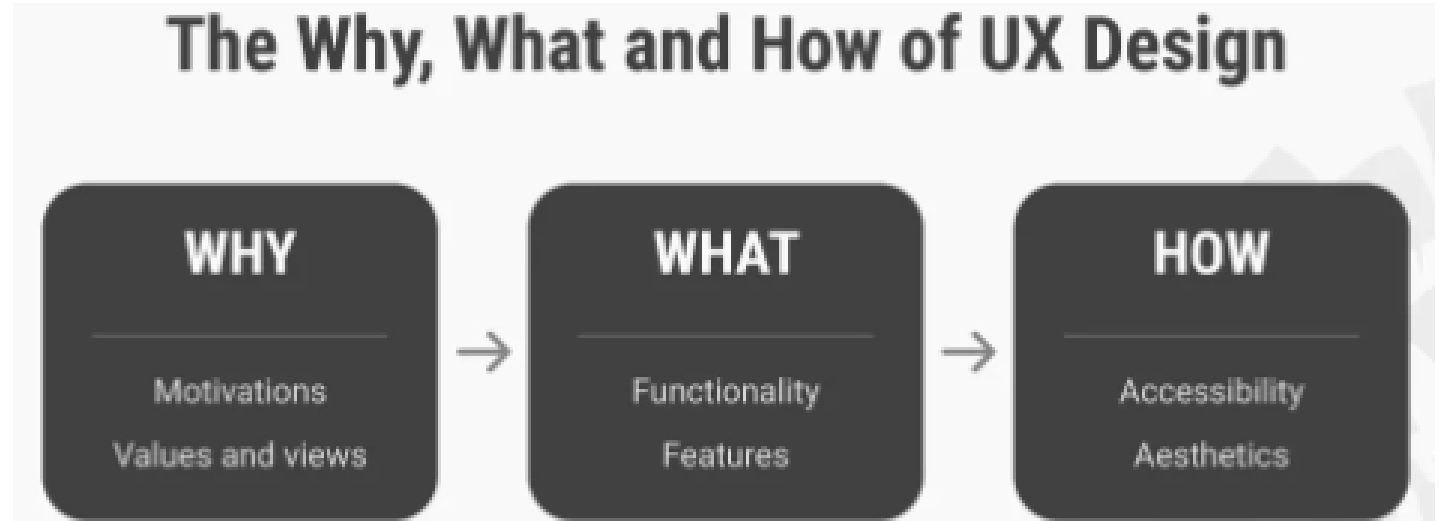 The Why, What and How of UX Design
WHY
Motivations
Values and views
WHAT
Functionality
Features
HOW
Accessibility
Aesthetics